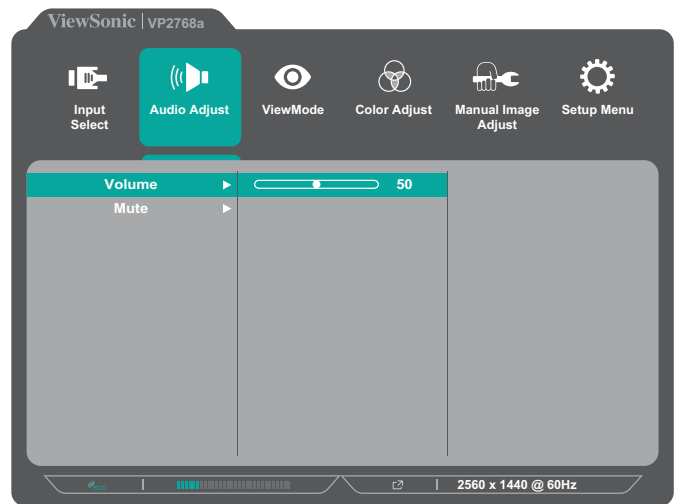 ViewSonic | VP2768a
Input Select
Audio Adjust
ViewMode
Color Adjust
Manual Image Adjust
Setup Menu
Volume
50
Mute
2560 x 1440 @ 60Hz